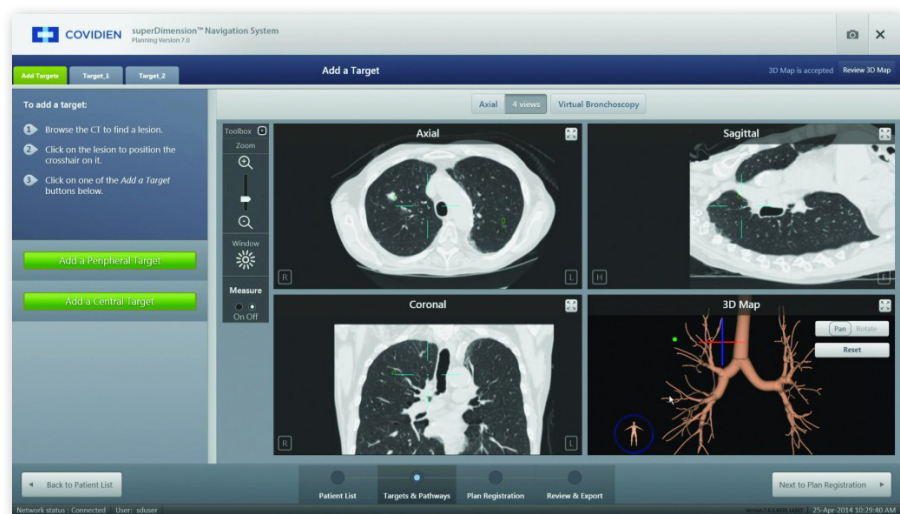 COVIDIEN
superDimension™ Navigation System
Planning Version 7.0
Add Targets
Target_1
Target_2
Add a Target
3D Map is accepted
Review 3D Map
To add a target:
1 Browse the CT to find a lesion.
2 Click on the lesion to position the
crosshair on it.
3 Click on one of the Add a Target
buttons below.
Add a Peripheral Target
Add a Central Target
Axial
4 views
Virtual Bronchoscopy
Toolbox
Zoom
Window
Measure
On Off
Axial
R
L
Sagittal
H
F
Coronal
R
L
3D Map
Pan
Rotate
Reset
Back to Patient List
Patient List
Targets & Pathways
Plan Registration
Review & Export
Next to Plan Registration
Network status : Connected User: sduser
25-Apr-2014 10:29:40 AM